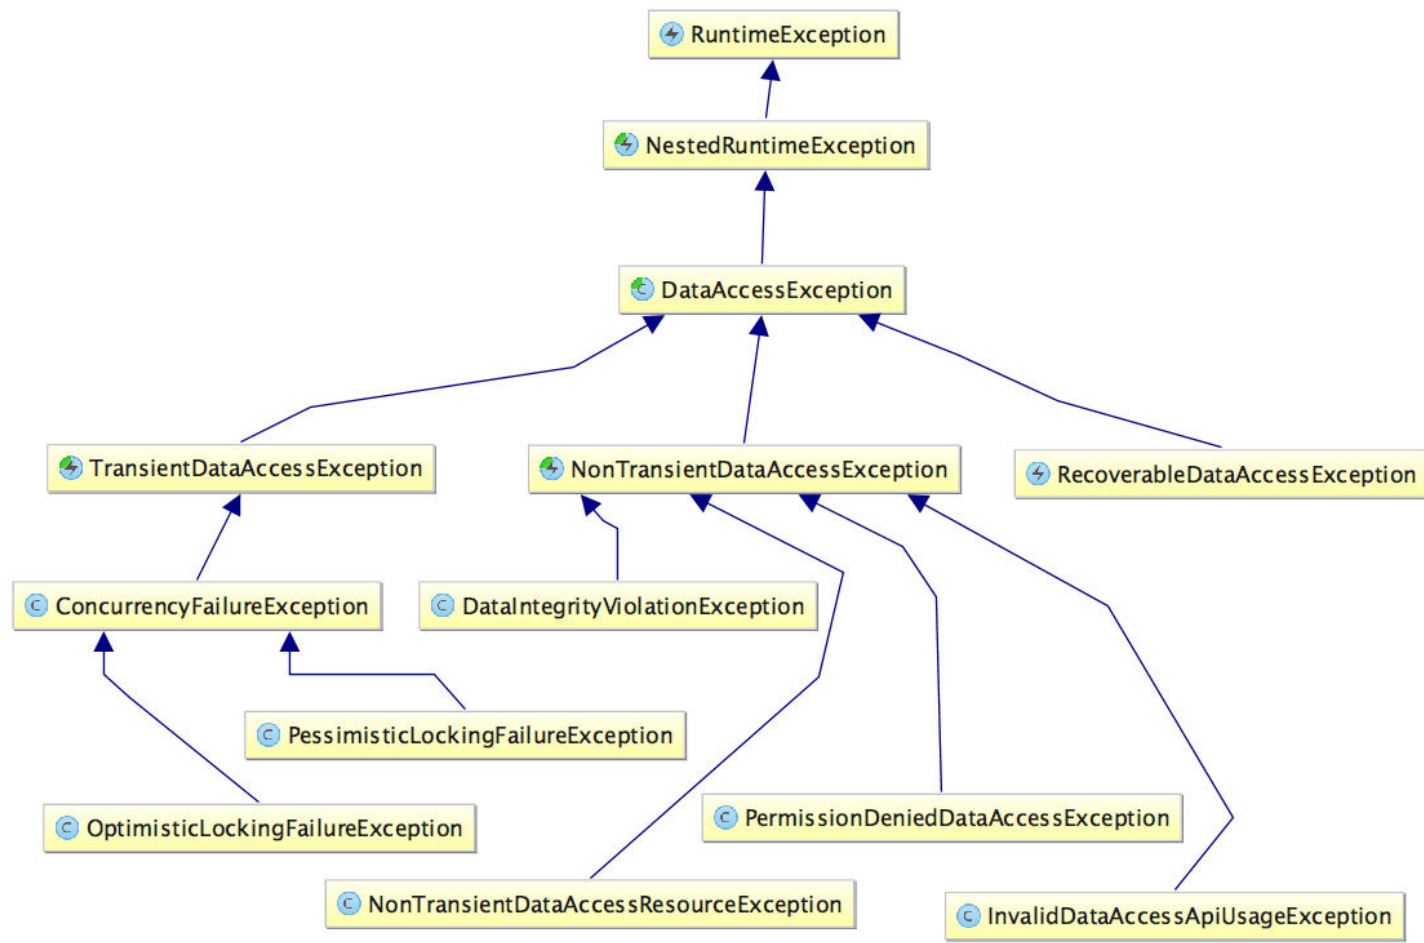 RuntimeException
NestedRuntimeException
DataAccessException
TransientDataAccessException
NonTransientDataAccessException
RecoverableDataAccessException
ConcurrencyFailureException
DataIntegrityViolationException
PessimisticLockingFailureException
OptimisticLockingFailureException
PermissionDeniedDataAccessException
NonTransientDataAccessResourceException
InvalidDataAccessApiUsageException